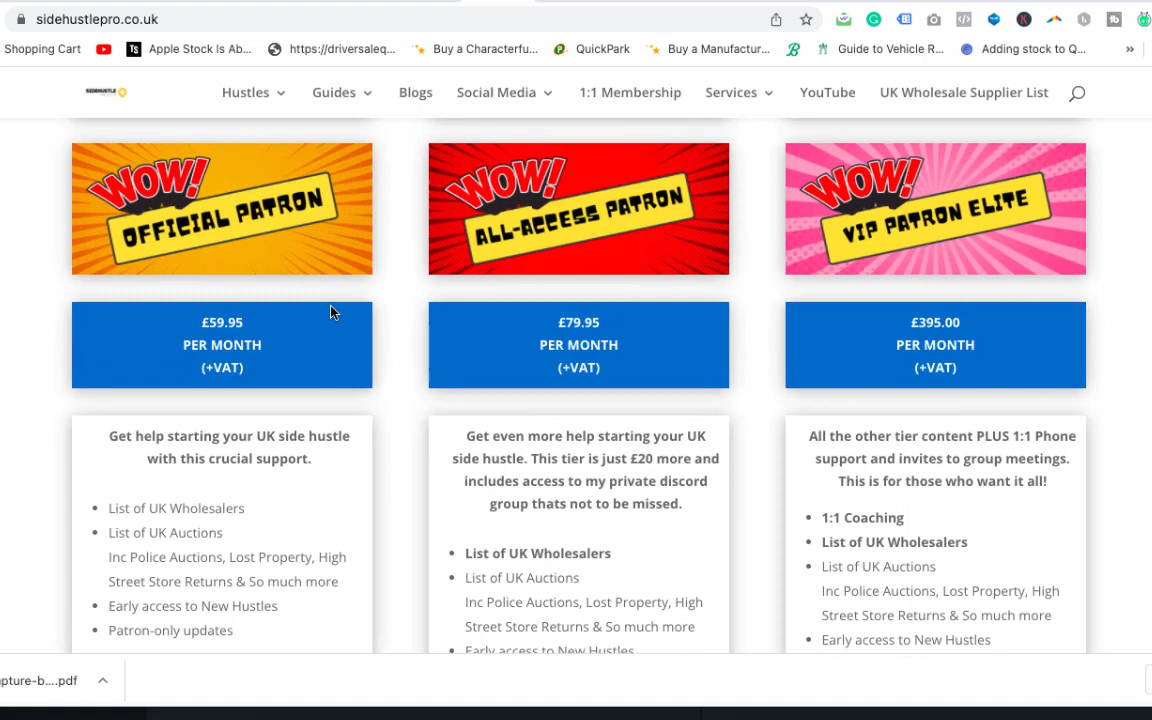 sidehustlepro.co.uk
Shopping Cart
Ts Apple Stock Is Ab...
https://driversaleq...
Buy a Characterfu...
QuickPark
Buy a Manufactur...
Guide to Vehicle R...
Adding stock to Q...
»
SIDEHUSTLE
Hustles
Guides
Blogs
Social Media
1:1 Membership
Services
YouTube
UK Wholesale Supplier List
WOW!
OFFICIAL PATRON
WOW!
ALL-ACCESS PATRON
WOW!
VIP PATRON ELITE
£59.95
PER MONTH
(+VAT)
£79.95
PER MONTH
(+VAT)
£395.00
PER MONTH
(+VAT)
Get help starting your UK side hustle
with this crucial support.
• List of UK Wholesalers
• List of UK Auctions
Inc Police Auctions, Lost Property, High
Street Store Returns & So much more
• Early access to New Hustles
• Patron-only updates
Get even more help starting your UK
side hustle. This tier is just £20 more and
includes access to my private discord
group thats not to be missed.
• List of UK Wholesalers
• List of UK Auctions
Inc Police Auctions, Lost Property, High
Street Store Returns & So much more
Early access to New Hustles
All the other tier content PLUS 1:1 Phone
support and invites to group meetings.
This is for those who want it all!
• 1:1 Coaching
• List of UK Wholesalers
• List of UK Auctions
Inc Police Auctions, Lost Property, High
Street Store Returns & So much more
• Early access to New Hustles
pture-b....pdf